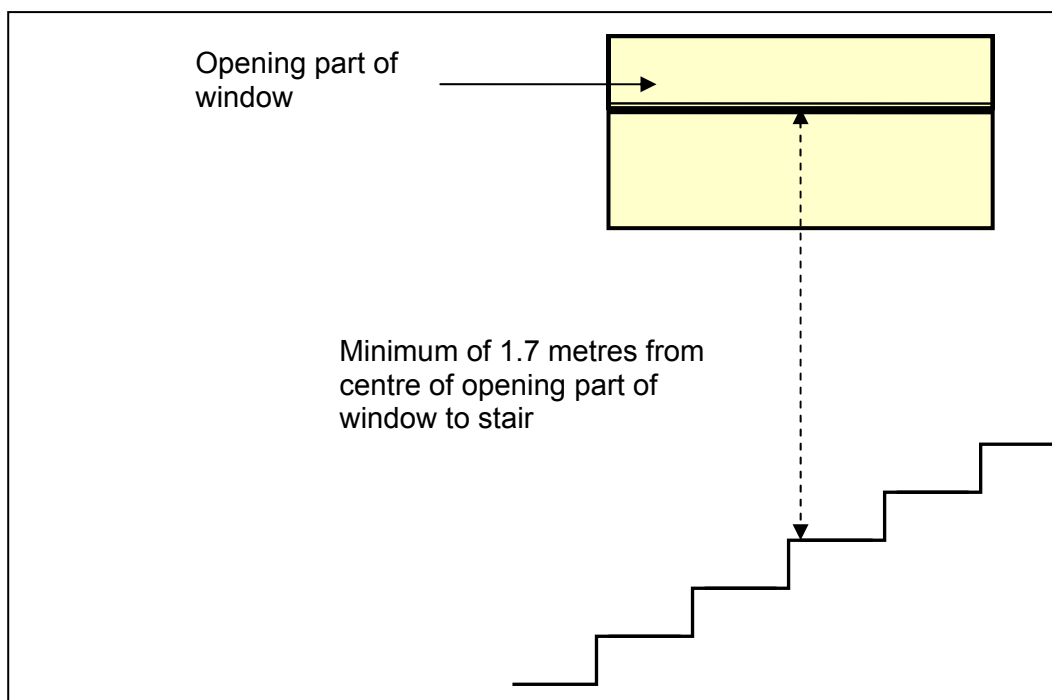 Opening part of
window
Minimum of 1.7 metres from
centre of opening part of
window to stair